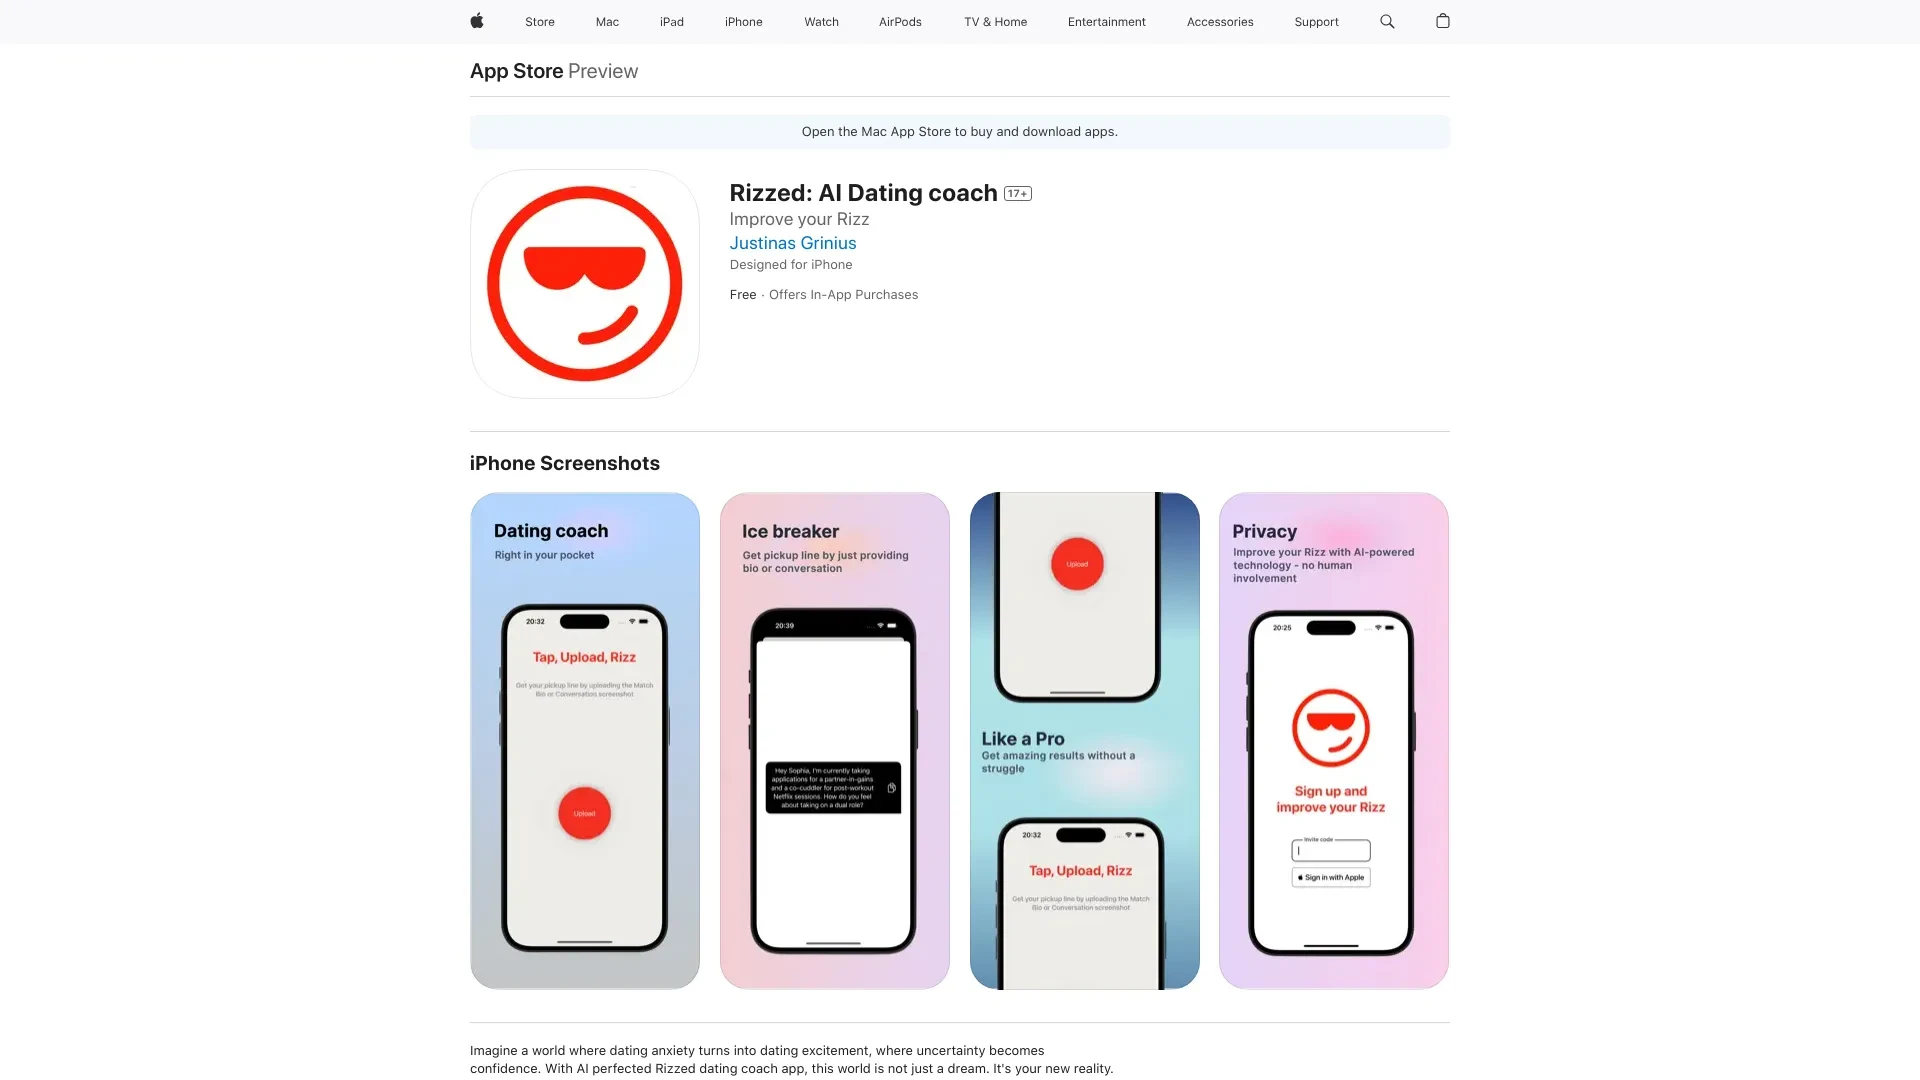 Store Mac iPad iPhone Watch AirPods TV & Home Entertainment Accessories Support
App Store Preview
Open the Mac App Store to buy and download apps.
Rizzed: AI Dating coach 17+
Improve your Rizz
Justinas Grinius
Designed for iPhone
Free · Offers In-App Purchases
iPhone Screenshots
Dating coach
Right in your pocket
20:32
Tap, Upload, Rizz
Get your pickup line by uploading the Match
Bio or Conversation screenshot
Upload
Ice breaker
Get pickup line by just providing
bio or conversation
20:39
Hey Sophia, I'm currently taking
applications for a partner-in-gains
and a co-cuddler for post-workout
Netflix sessions. How do you feel
about taking on a dual role?
Upload
Like a Pro
Get amazing results without a
struggle
20:32
Tap, Upload, Rizz
Get your pickup line by uploading the Match
Bio or Conversation screenshot
Privacy
Improve your Rizz with AI-powered
technology - no human
involvement
20:25
Sign up and
improve your Rizz
Invite code
Sign in with Apple
Imagine a world where dating anxiety turns into dating excitement, where uncertainty becomes
confidence. With AI perfected Rizzed dating coach app, this world is not just a dream. It's your new reality.